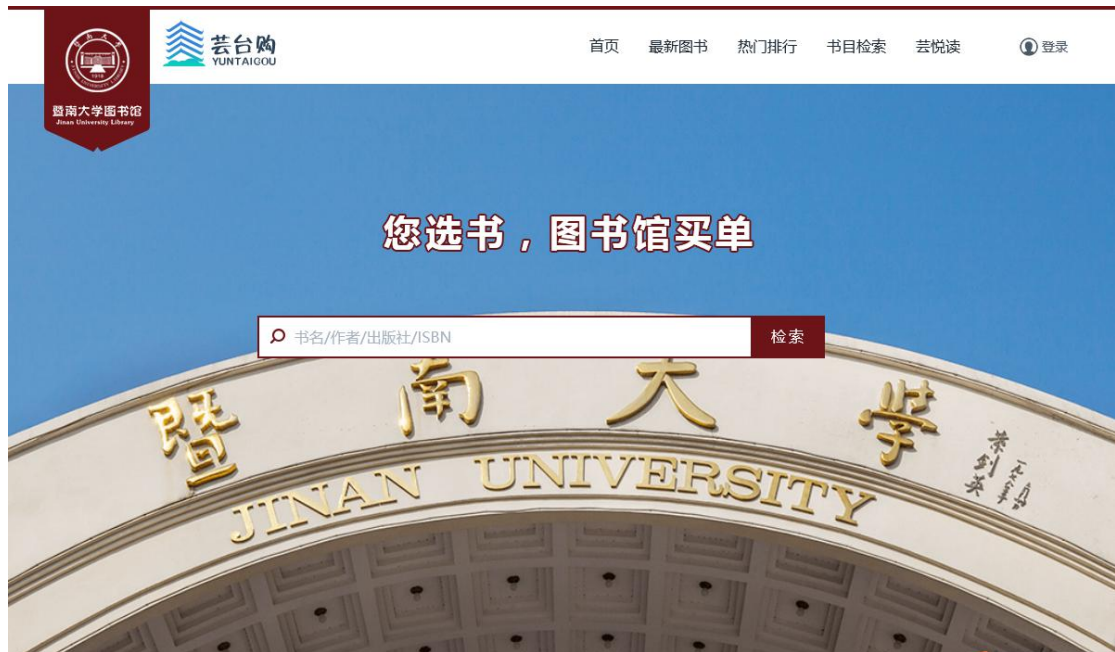 芸台购
YUNTAIGOU
首页 最新图书 热门排行 书目检索 芸悦读 登录
1918
暨南大学图书馆
Jinan University Library
您选书，图书馆买单
书名/作者/出版社/ISBN 检索
暨南大学
JINAN UNIVERSITY